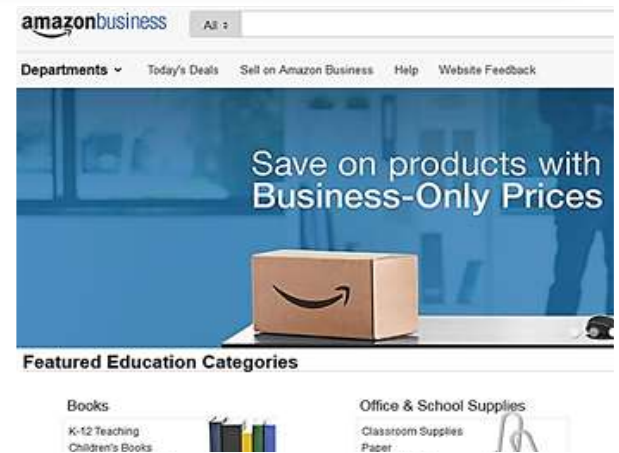 amazonbusiness
All
Departments
Today's Deals Sell on Amazon Business Help Website Feedback
Save on products with
Business-Only Prices
Featured Education Categories
Books
K-12 Teaching
Children's Books
Office & School Supplies
Classroom Supplies
Paper